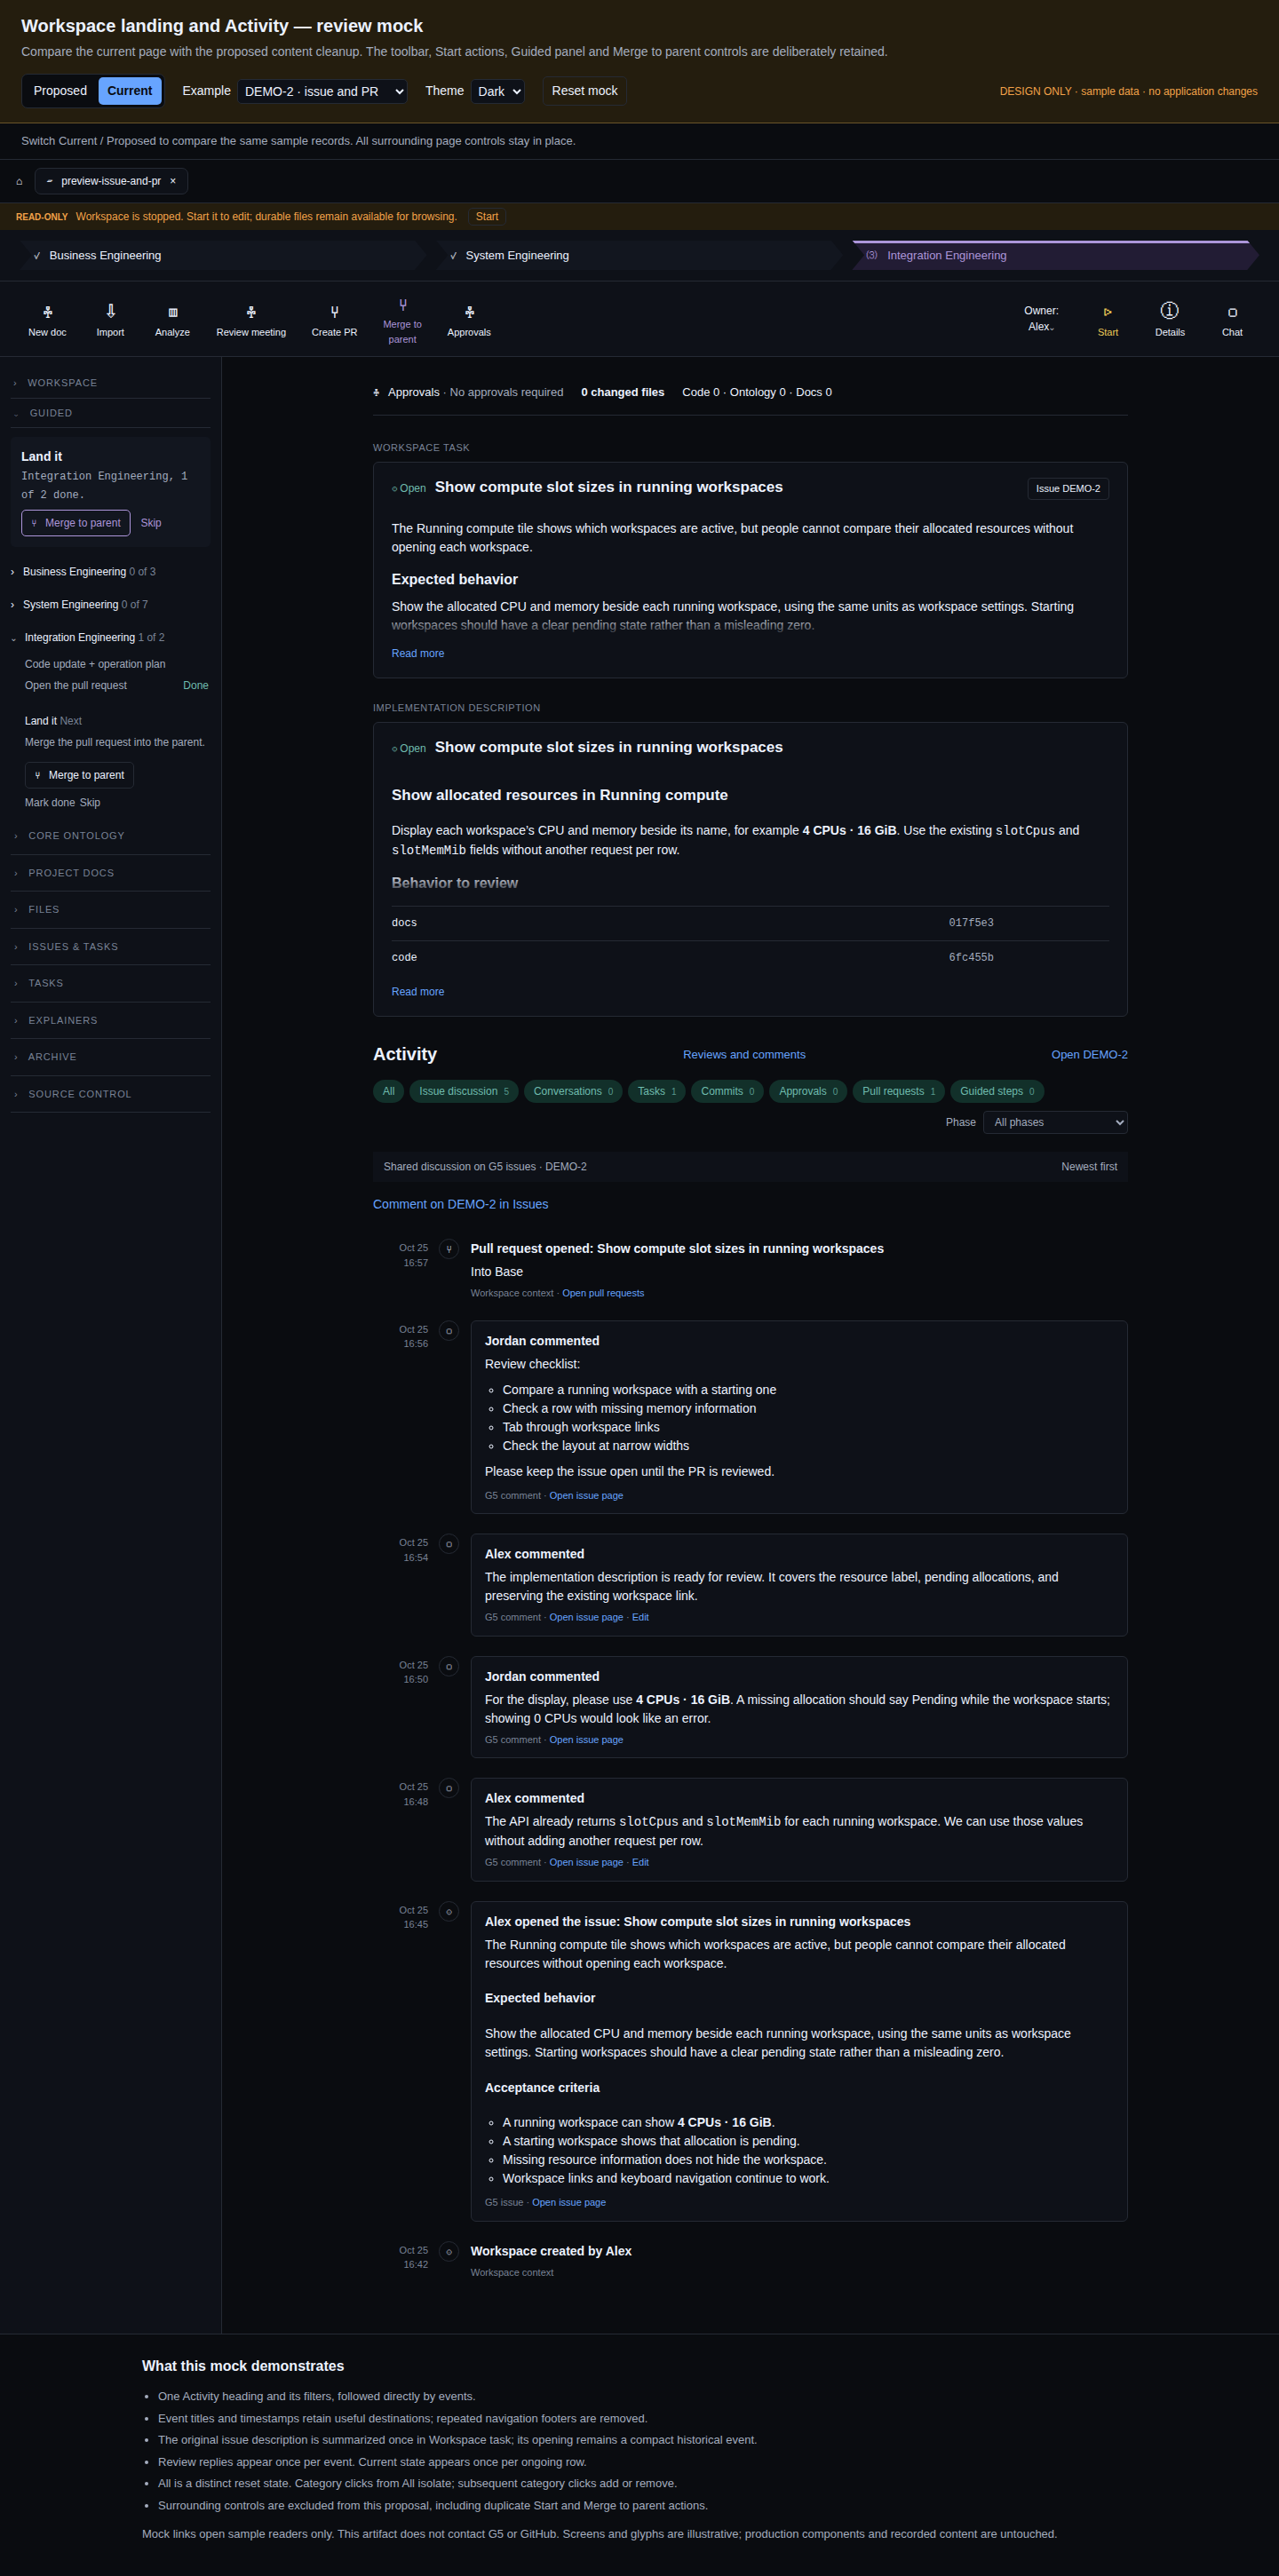 Workspace landing and Activity — review mock
Compare the current page with the proposed content cleanup. The toolbar, Start actions, Guided panel and Merge to parent controls are deliberately retained.
Proposed Current Example DEMO-2 · issue and PR Theme Dark Reset mock DESIGN ONLY · sample data · no application changes
Switch Current / Proposed to compare the same sample records. All surrounding page controls stay in place.
preview-issue-and-pr ×
READ-ONLY Workspace is stopped. Start it to edit; durable files remain available for browsing. Start
✓ Business Engineering
✓ System Engineering
(3) Integration Engineering
New doc
Import
Analyze
Review meeting
Create PR
Merge to
parent
Approvals
Owner:
Alex
Start
Details
Chat
WORKSPACE
GUIDED
Land it
Integration Engineering, 1
of 2 done.
Merge to parent Skip
Business Engineering 0 of 3
System Engineering 0 of 7
Integration Engineering 1 of 2
Code update + operation plan
Open the pull request Done
Land it Next
Merge the pull request into the parent.
Merge to parent
Mark done Skip
CORE ONTOLOGY
PROJECT DOCS
FILES
ISSUES & TASKS
TASKS
EXPLAINERS
ARCHIVE
SOURCE CONTROL
Approvals · No approvals required 0 changed files Code 0 · Ontology 0 · Docs 0
WORKSPACE TASK
Open Show compute slot sizes in running workspaces Issue DEMO-2
The Running compute tile shows which workspaces are active, but people cannot compare their allocated resources without
opening each workspace.
Expected behavior
Show the allocated CPU and memory beside each running workspace, using the same units as workspace settings. Starting
workspaces should have a clear pending state rather than a misleading zero.
Read more
IMPLEMENTATION DESCRIPTION
Open Show compute slot sizes in running workspaces
Show allocated resources in Running compute
Display each workspace's CPU and memory beside its name, for example 4 CPUs · 16 GiB. Use the existing slotCpus and
slotMemMib fields without another request per row.
Behavior to review
docs 017f5e3
code 6fc455b
Read more
Activity Reviews and comments Open DEMO-2
All Issue discussion 5 Conversations 0 Tasks 1 Commits 0 Approvals 0 Pull requests 1 Guided steps 0
Phase All phases
Shared discussion on G5 issues · DEMO-2 Newest first
Comment on DEMO-2 in Issues
Oct 25
16:57
Pull request opened: Show compute slot sizes in running workspaces
Into Base
Workspace context · Open pull requests
Oct 25
16:56
Jordan commented
Review checklist:
Compare a running workspace with a starting one
Check a row with missing memory information
Tab through workspace links
Check the layout at narrow widths
Please keep the issue open until the PR is reviewed.
G5 comment · Open issue page
Oct 25
16:54
Alex commented
The implementation description is ready for review. It covers the resource label, pending allocations, and
preserving the existing workspace link.
G5 comment · Open issue page · Edit
Oct 25
16:50
Jordan commented
For the display, please use 4 CPUs · 16 GiB. A missing allocation should say Pending while the workspace starts;
showing 0 CPUs would look like an error.
G5 comment · Open issue page
Oct 25
16:48
Alex commented
The API already returns slotCpus and slotMemMib for each running workspace. We can use those values
without adding another request per row.
G5 comment · Open issue page · Edit
Oct 25
16:45
Alex opened the issue: Show compute slot sizes in running workspaces
The Running compute tile shows which workspaces are active, but people cannot compare their allocated
resources without opening each workspace.
Expected behavior
Show the allocated CPU and memory beside each running workspace, using the same units as workspace
settings. Starting workspaces should have a clear pending state rather than a misleading zero.
Acceptance criteria
A running workspace can show 4 CPUs · 16 GiB.
A starting workspace shows that allocation is pending.
Missing resource information does not hide the workspace.
Workspace links and keyboard navigation continue to work.
G5 issue · Open issue page
Oct 25
16:42
Workspace created by Alex
Workspace context
What this mock demonstrates
One Activity heading and its filters, followed directly by events.
Event titles and timestamps retain useful destinations; repeated navigation footers are removed.
The original issue description is summarized once in Workspace task; its opening remains a compact historical event.
Review replies appear once per event. Current state appears once per ongoing row.
All is a distinct reset state. Category clicks from All isolate; subsequent category clicks add or remove.
Surrounding controls are excluded from this proposal, including duplicate Start and Merge to parent actions.
Mock links open sample readers only. This artifact does not contact G5 or GitHub. Screens and glyphs are illustrative; production components and recorded content are untouched.